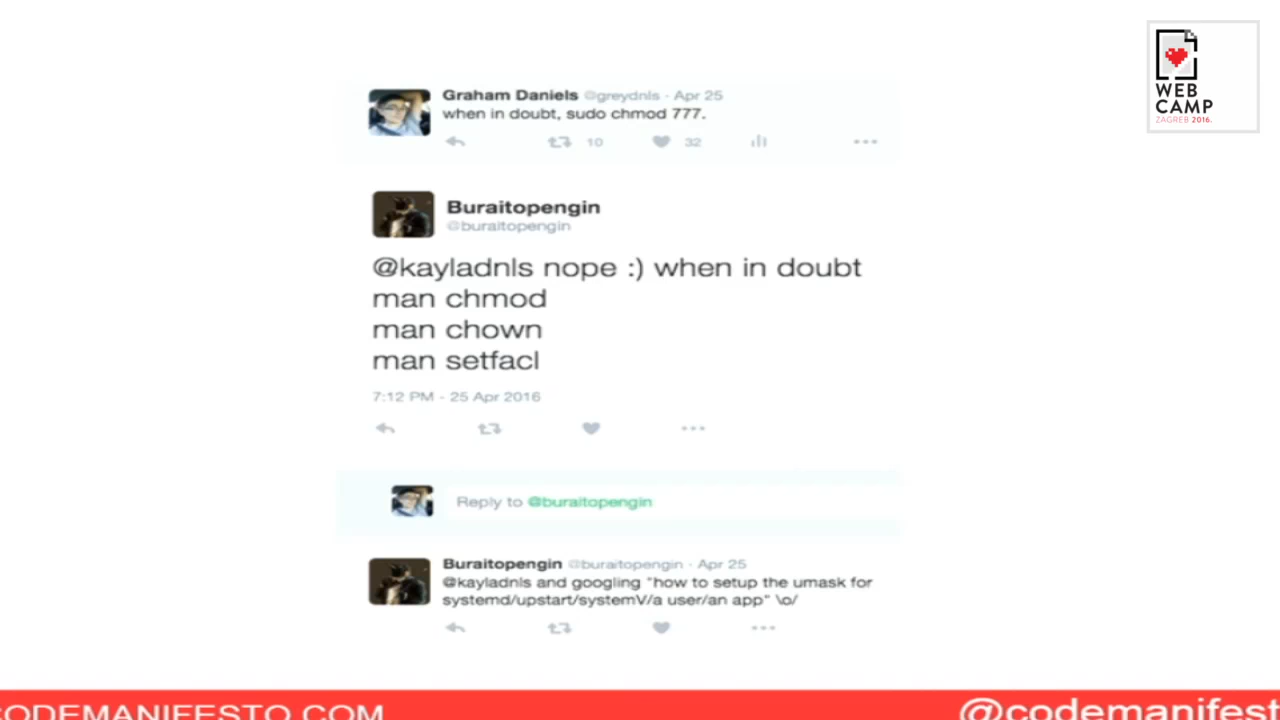 WEB
CAMP
ZAGREB 2016.
Graham Daniels @greydnls · Apr 25
when in doubt, sudo chmod 777.
10 32
Buraitopengin
@buraitopengin
@kayladnls nope :) when in doubt
man chmod
man chown
man setfacl
7:12 PM - 25 Apr 2016
Reply to @buraitopengin
Buraitopengin @buraitopengin · Apr 25
@kayladnls and googling "how to setup the umask for
systemd/upstart/systemV/a user/an app" \o/
CODEMANIFESTO.COM
@codemanifest